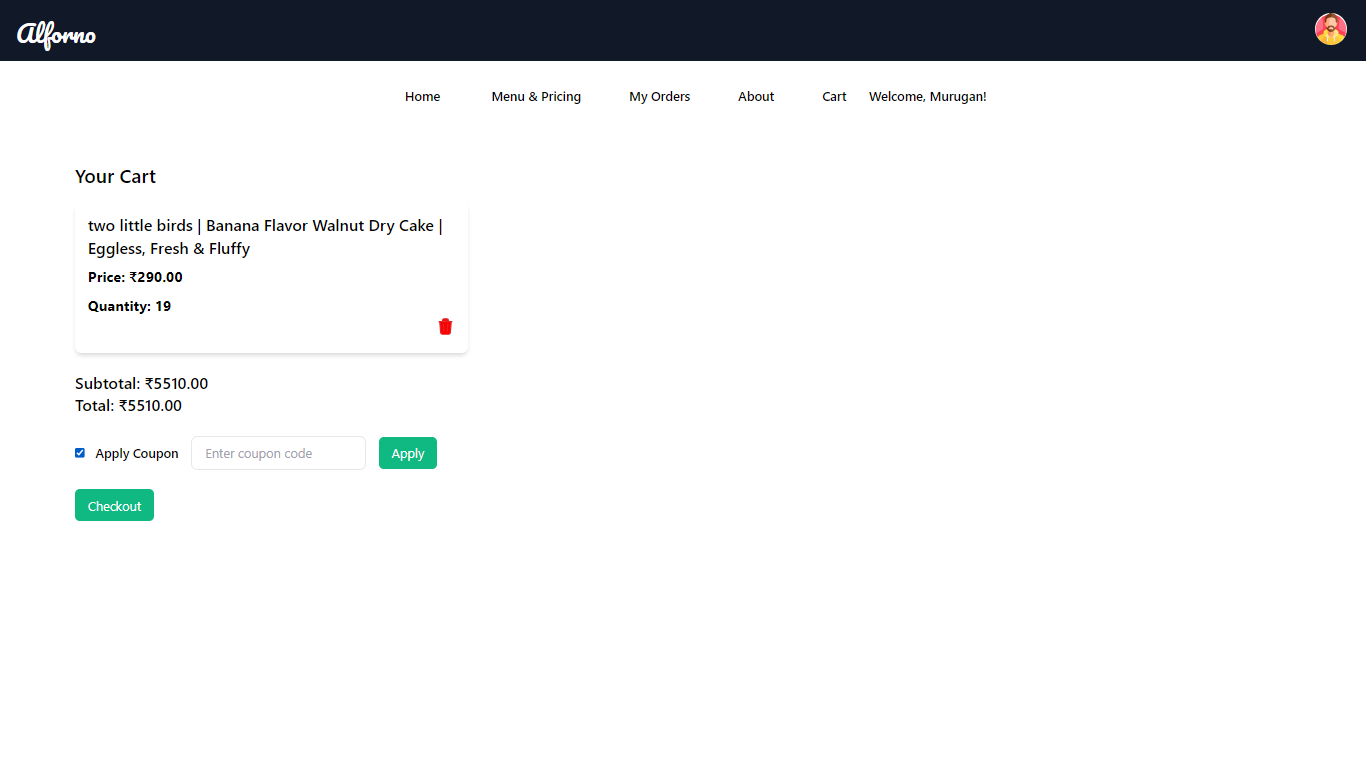 Alforno
Home Menu & Pricing My Orders About Cart Welcome, Murugan!
Your Cart
two little birds | Banana Flavor Walnut Dry Cake |
Eggless, Fresh & Fluffy
Price: ₹290.00
Quantity: 19
Subtotal: ₹5510.00
Total: ₹5510.00
Apply Coupon Enter coupon code Apply
Checkout